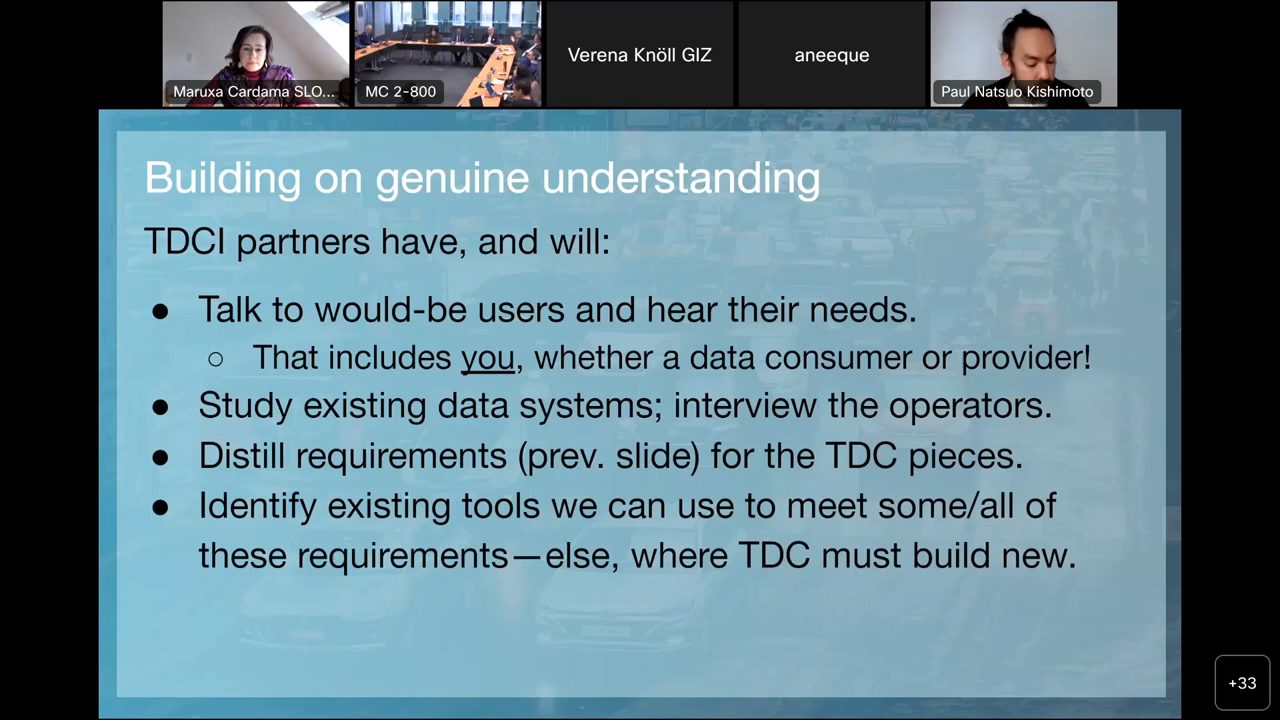 Maruxa Cardama SLO...
MC 2-800
Verena Knöll GIZ
aneeque
Paul Natsuo Kishimoto
Building on genuine understanding
TDCI partners have, and will:
● Talk to would-be users and hear their needs.
○ That includes you, whether a data consumer or provider!
● Study existing data systems; interview the operators.
● Distill requirements (prev. slide) for the TDC pieces.
● Identify existing tools we can use to meet some/all of
these requirements—else, where TDC must build new.
+33